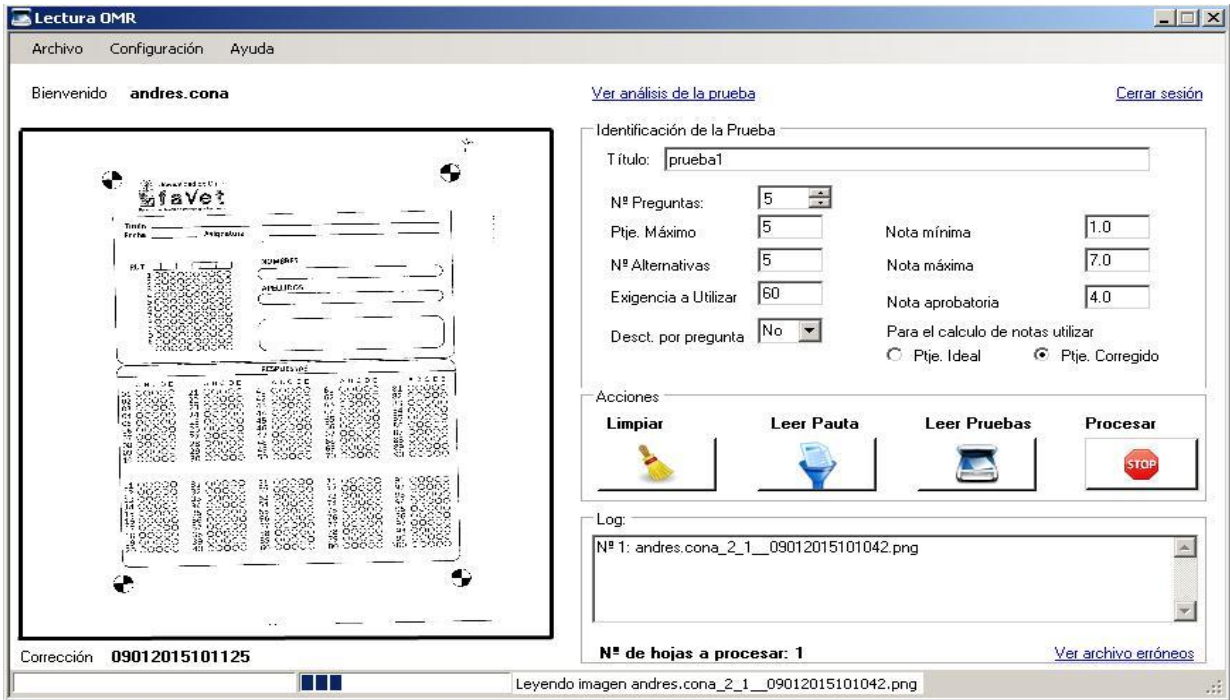 Lectura OMR
Archivo Configuración Ayuda
Bienvenido andres.cona
Ver análisis de la prueba
Cerrar sesión
faVet
Asignatura
RUT
NOMBRES
APELLIDOS
RESPUESTAS
A B C D E
Corrección 09012015101125
Identificación de la Prueba
Título: prueba1
Nº Preguntas: 5
Ptje. Máximo 5
Nota mínima 1.0
Nº Alternativas 5
Nota máxima 7.0
Exigencia a Utilizar 60
Nota aprobatoria 4.0
Desct. por pregunta No
Para el calculo de notas utilizar
Ptje. Ideal Ptje. Corregido
Acciones
Limpiar Leer Pauta Leer Pruebas Procesar
STOP
Log:
Nº 1: andres.cona_2_1__09012015101042.png
Nº de hojas a procesar: 1
Ver archivo erróneos
Leyendo imagen andres.cona_2_1__09012015101042.png